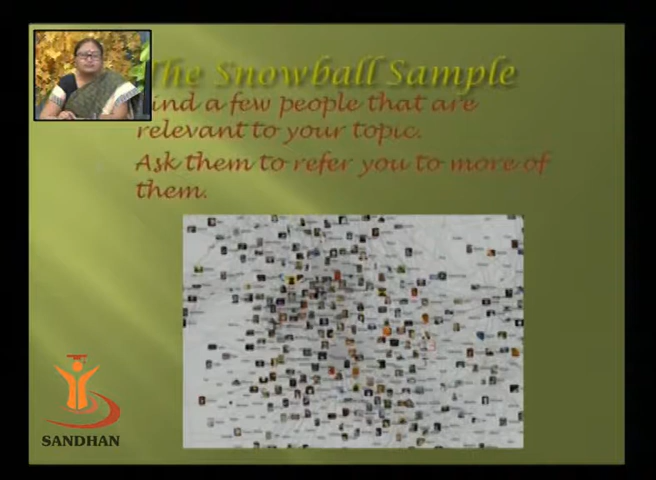 The Snowball Sample
Find a few people that are
relevant to your topic.
Ask them to refer you to more of
them.
SANDHAN